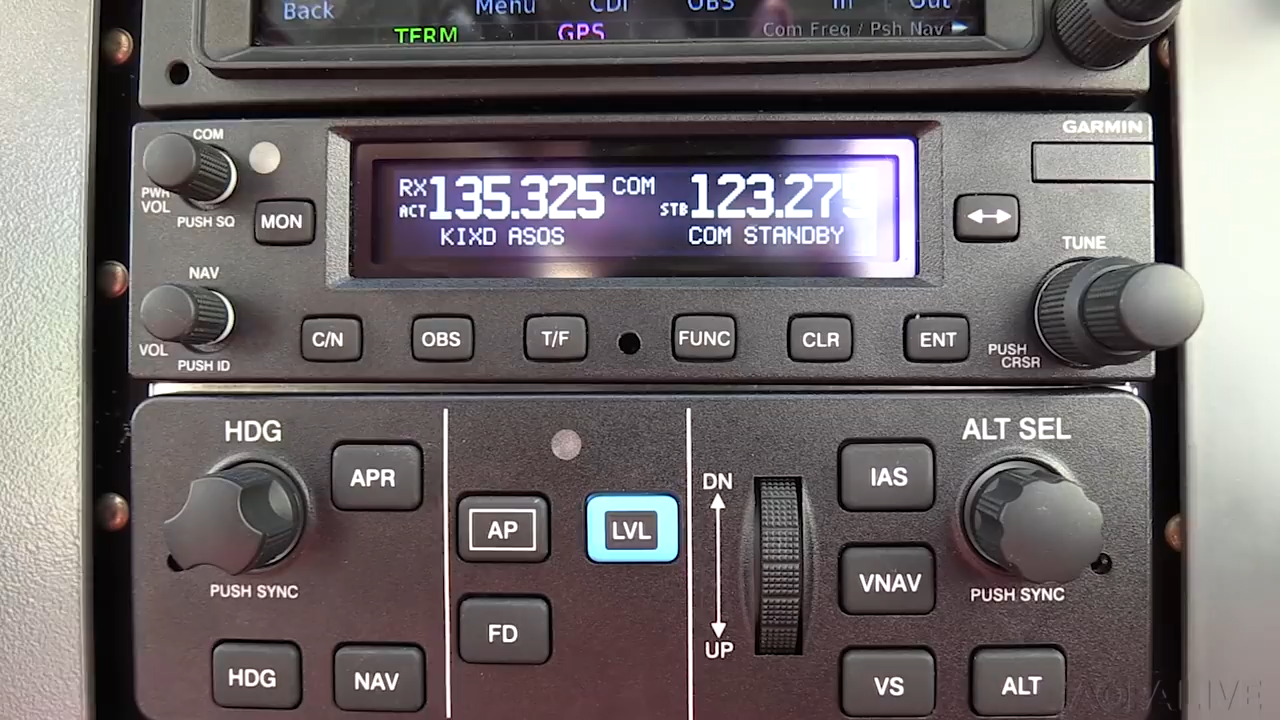 Back Menu CDI OBS In Out
TERM GPS Com Freq / Psh Nav
COM
GARMIN
PWR
VOL
PUSH SQ
MON
RX 135.325 COM 123.275
ACT STB
KIXD ASOS COM STANDBY
TUNE
NAV
VOL
PUSH ID
C/N OBS T/F FUNC CLR ENT
PUSH
CRSR
HDG
APR
PUSH SYNC
HDG NAV
AP LVL
FD
DN
UP
ALT SEL
IAS
VNAV
PUSH SYNC
VS ALT